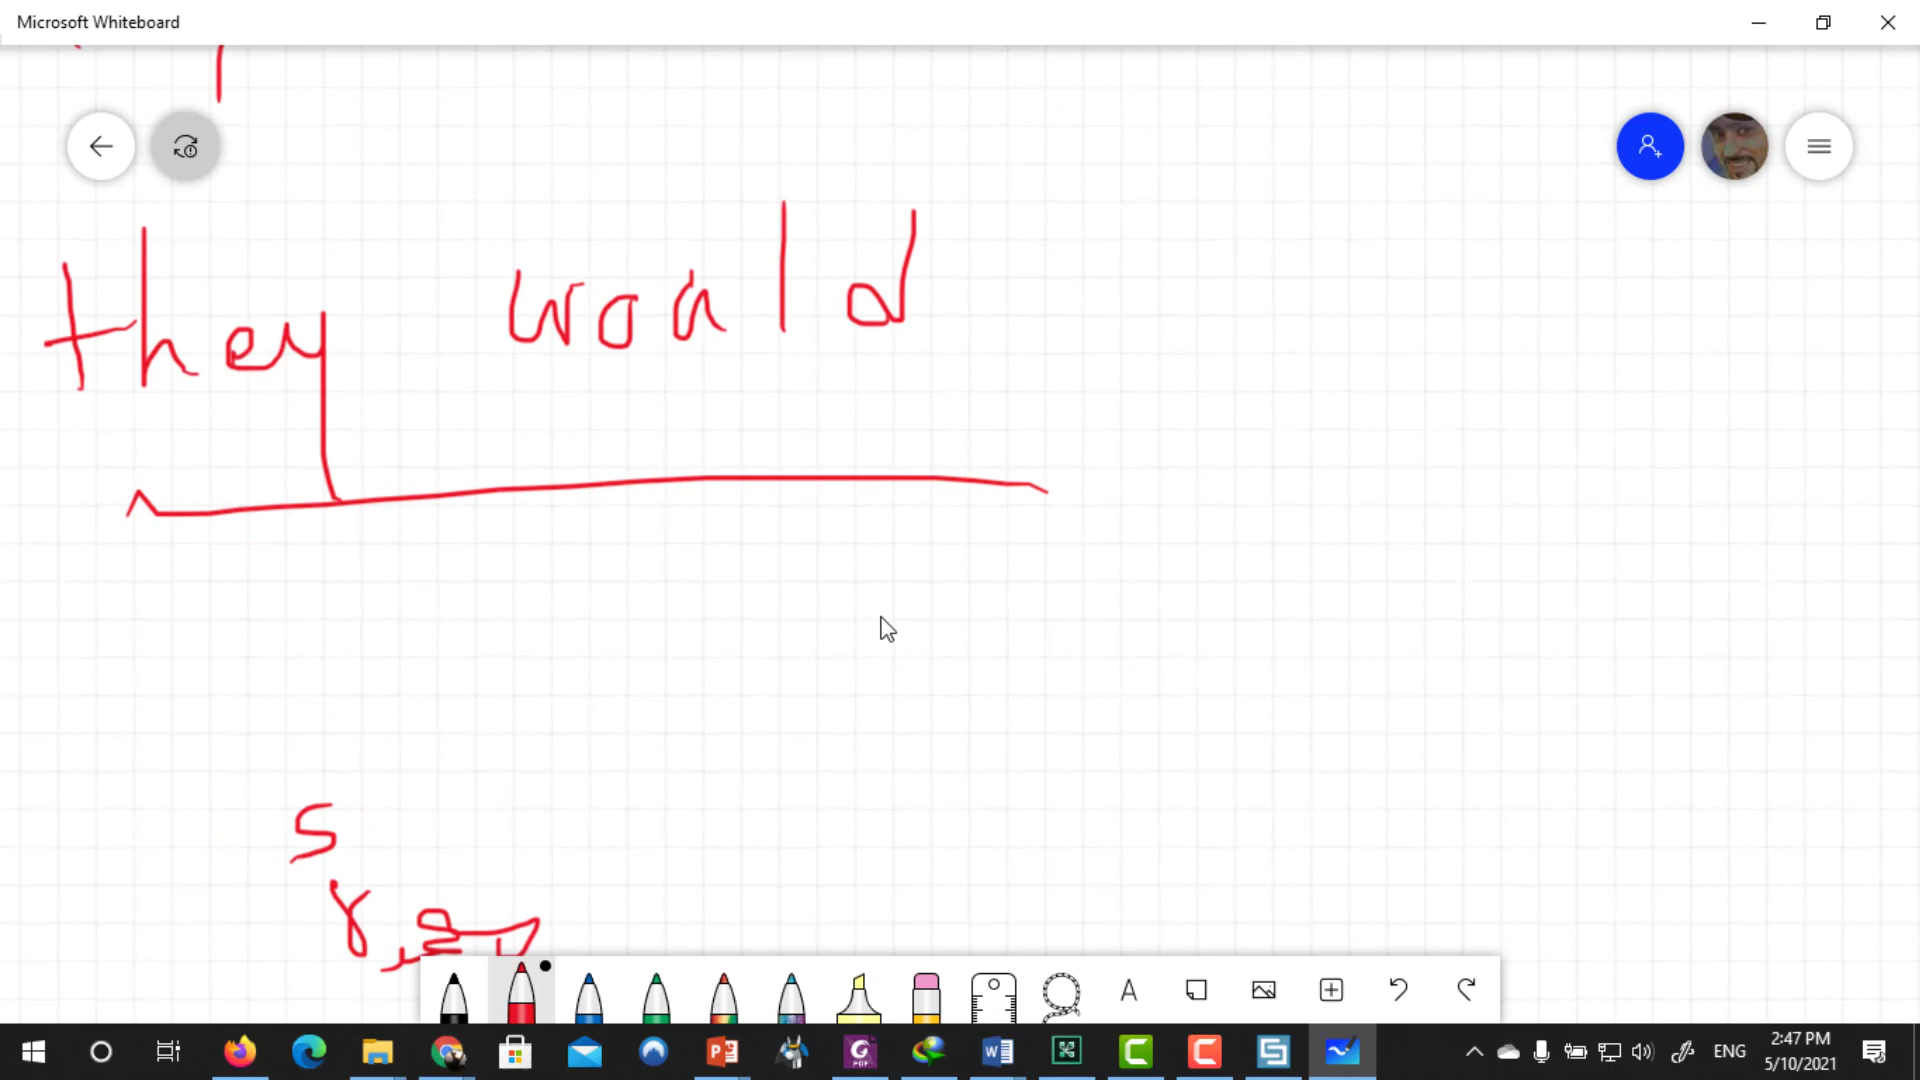 Microsoft Whiteboard
they would
s
A
ENG
2:47 PM
5/10/2021